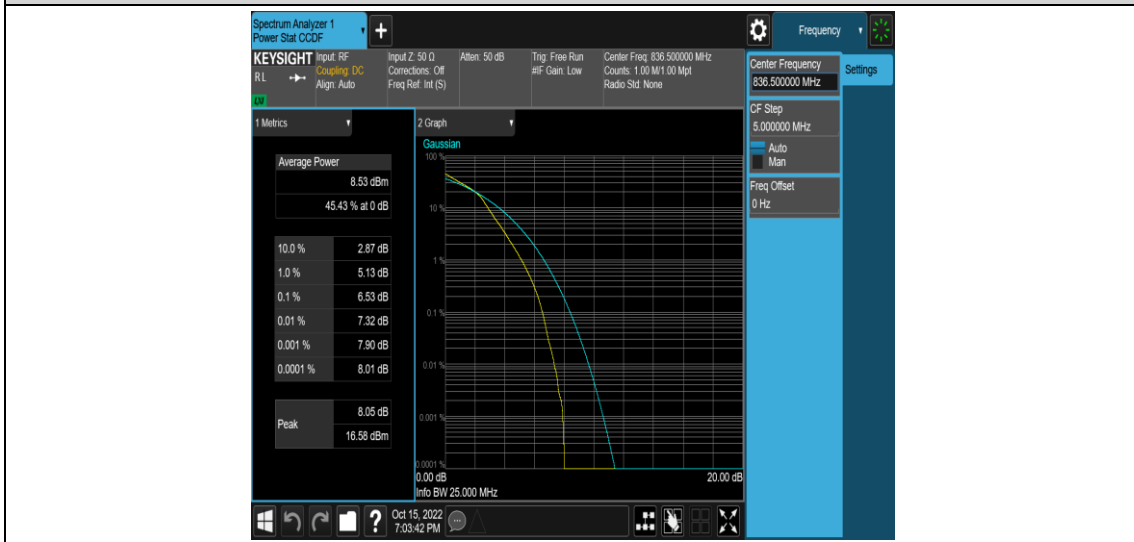 Spectrum Analyzer 1
Power Stat CCDF
+
Frequency
KEYSIGHT
RL
LXI
Input: RF
Coupling: DC
Align: Auto
Input Z: 50 Ω
Corrections: Off
Freq Ref: Int (S)
Atten: 50 dB
Trig: Free Run
#IF Gain: Low
Center Freq: 836.500000 MHz
Counts: 1.00 M/1.00 Mpt
Radio Std: None
Center Frequency
836.500000 MHz
Settings
CF Step
5.000000 MHz
Auto
Man
Freq Offset
0 Hz
1 Metrics
Average Power
8.53 dBm
45.43 % at 0 dB
10.0 % 2.87 dB
1.0 % 5.13 dB
0.1 % 6.53 dB
0.01 % 7.32 dB
0.001 % 7.90 dB
0.0001 % 8.01 dB
Peak
8.05 dB
16.58 dBm
2 Graph
Gaussian
100 %
10 %
1 %
0.1 %
0.01 %
0.001 %
0.0001 %
0.00 dB 20.00 dB
Info BW 25.000 MHz
?
Oct 15, 2022
7:03:42 PM